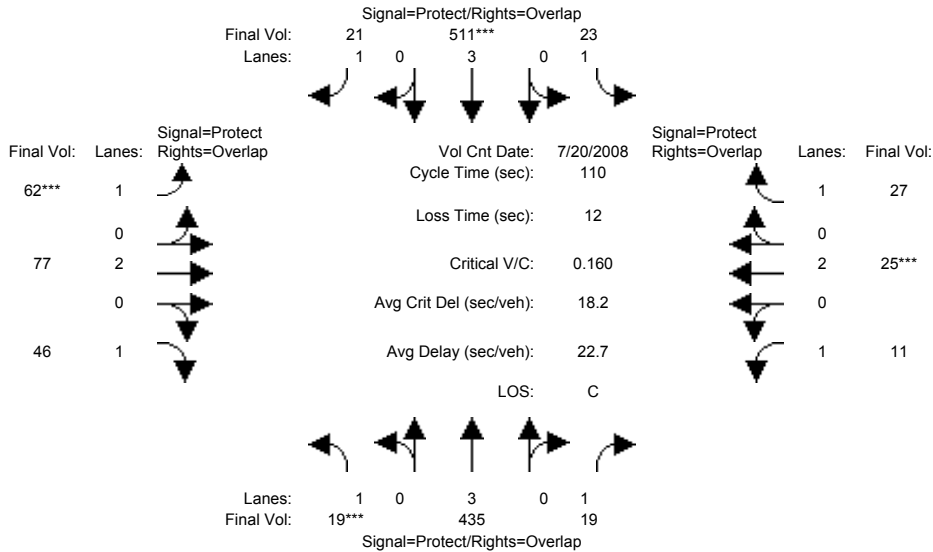 Signal=Protect/Rights=Overlap
Final Vol: 21 511*** 23
Lanes: 1 0 3 0 1
Signal=Protect
Final Vol: Lanes: Rights=Overlap
Vol Cnt Date: 7/20/2008
Signal=Protect
Rights=Overlap Lanes: Final Vol:
Cycle Time (sec): 110
62*** 1
1 27
Loss Time (sec): 12
0
0
77 2
Critical V/C: 0.160
2 25***
0
Avg Crit Del (sec/veh): 18.2
0
46 1
Avg Delay (sec/veh): 22.7
1 11
LOS: C
Lanes: 1 0 3 0 1
Final Vol: 19*** 435 19
Signal=Protect/Rights=Overlap